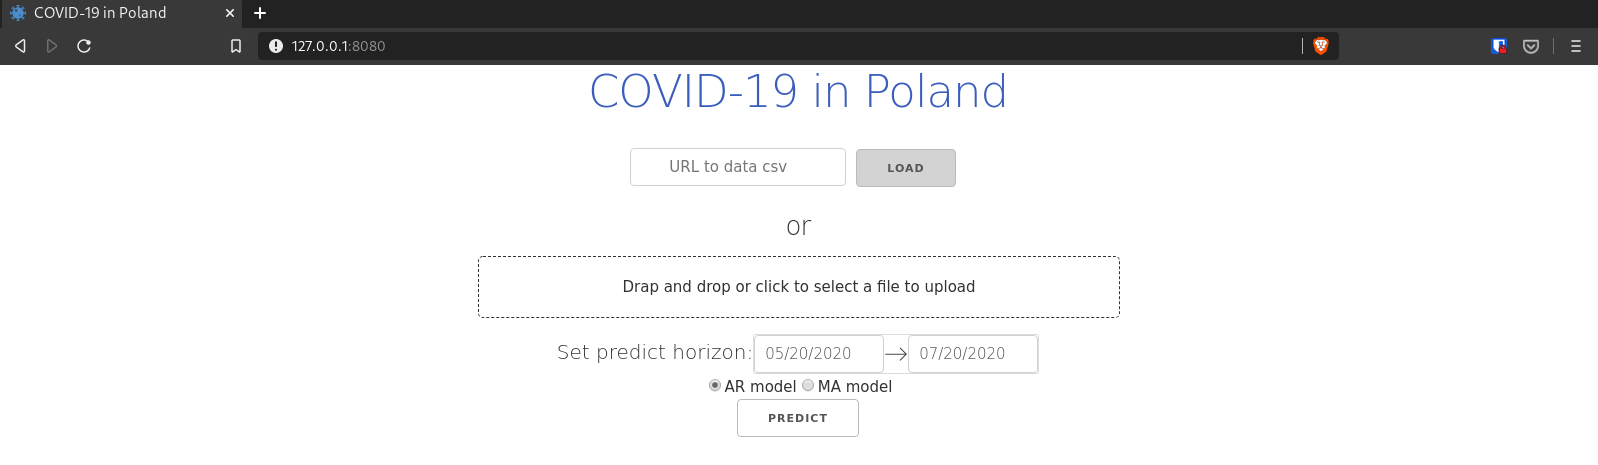 COVID-19 in Poland
127.0.0.1:8080
COVID-19 in Poland
URL to data csv LOAD
or
Drap and drop or click to select a file to upload
Set predict horizon: 05/20/2020 → 07/20/2020
AR model MA model
PREDICT